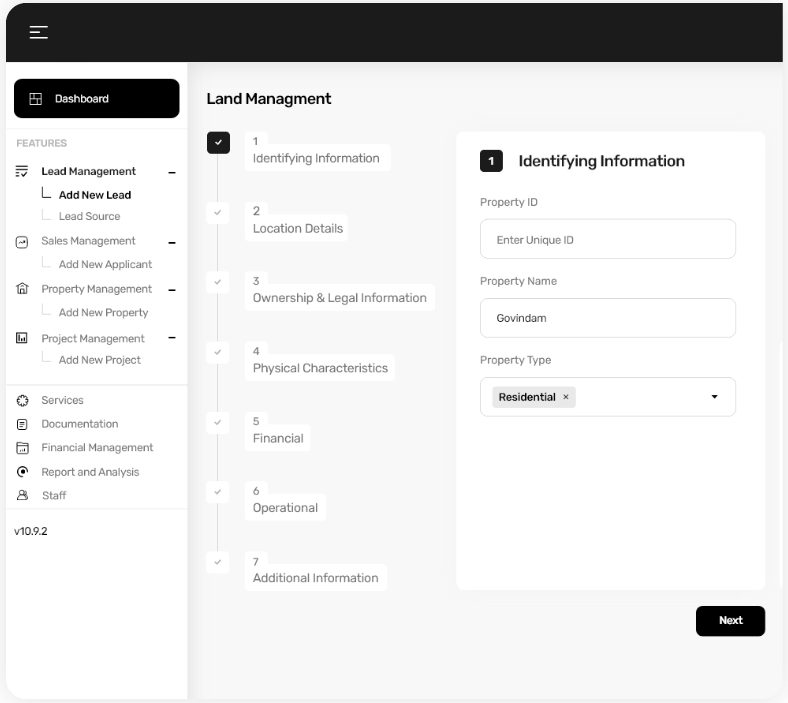 Dashboard
FEATURES
Lead Management
Add New Lead
Lead Source
Sales Management
Add New Applicant
Property Management
Add New Property
Project Management
Add New Project
Services
Documentation
Financial Management
Report and Analysis
Staff
v10.9.2
Land Managment
1
Identifying Information
2
Location Details
3
Ownership & Legal Information
4
Physical Characteristics
5
Financial
6
Operational
7
Additional Information
1 Identifying Information
Property ID
Enter Unique ID
Property Name
Govindam
Property Type
Residential ×
Next